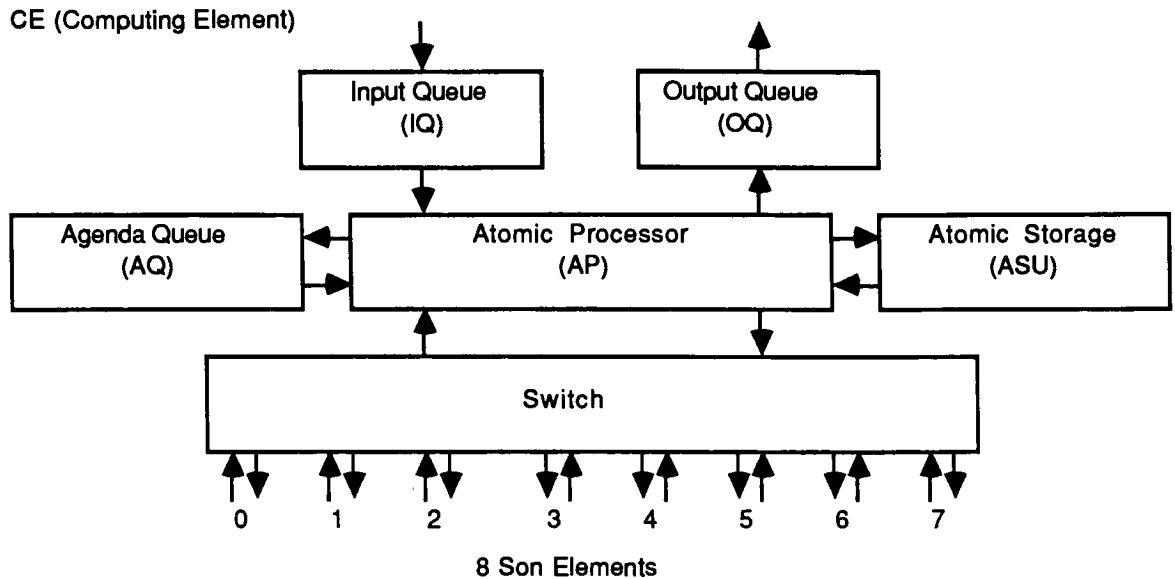 CE (Computing Element)
Input Queue
(IQ)
Output Queue
(OQ)
Agenda Queue
(AQ)
Atomic Processor
(AP)
Atomic Storage
(ASU)
Switch
0 1 2 3 4 5 6 7
8 Son Elements